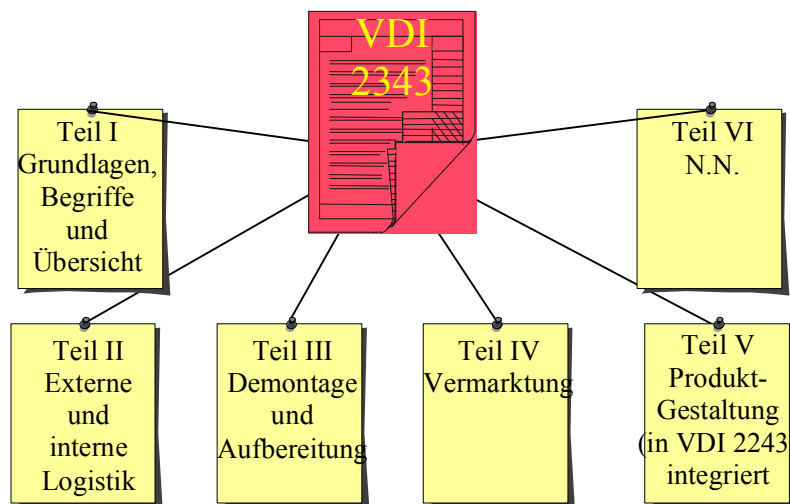 VDI
2343
Teil I
Grundlagen,
Begriffe
und
Übersicht
Teil VI
N.N.
Teil II
Externe
und
interne
Logistik
Teil III
Demontage
und
Aufbereitung
Teil IV
Vermarktung
Teil V
Produkt-
Gestaltung
(in VDI 2243
integriert